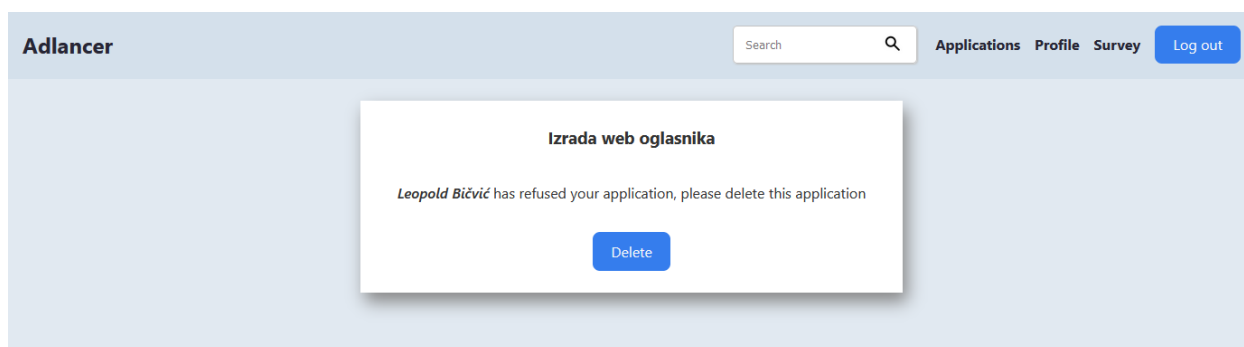 Adlancer
Search
Applications Profile Survey Log out
Izrada web oglasnika
Leopold Bičvić has refused your application, please delete this application
Delete